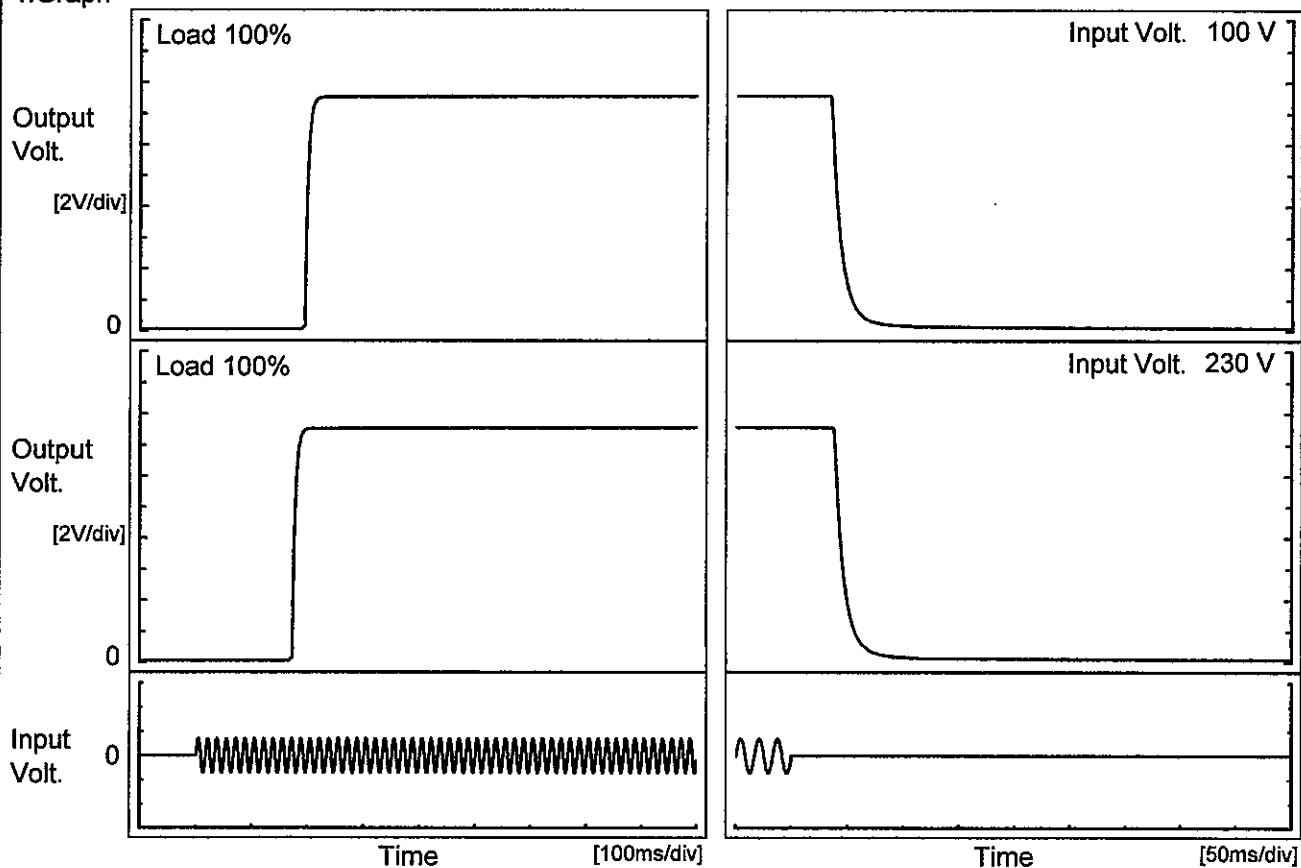 Load 100%
Input Volt. 100 V
Output
Volt.
[2V/div]
0
Load 100%
Input Volt. 230 V
Output
Volt.
[2V/div]
0
Input
Volt.
0
Time
[100ms/div]
Time
[50ms/div]